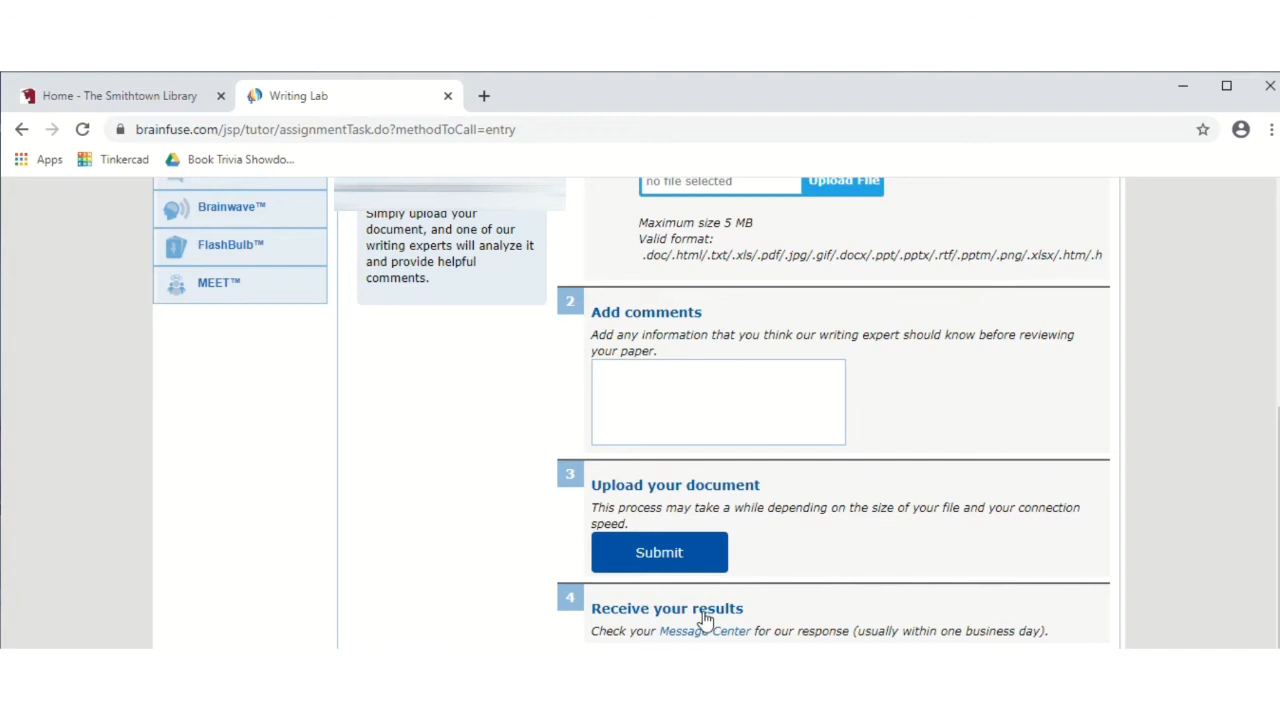 Home - The Smithtown Library
Writing Lab
brainfuse.com/jsp/tutor/assignmentTask.do?methodToCall=entry
Apps
Tinkercad
Book Trivia Showdo...
Brainwave™
FlashBulb™
MEET™
Simply upload your
document, and one of our
writing experts will analyze it
and provide helpful
comments.
no file selected
Upload File
Maximum size 5 MB
Valid format:
.doc/.html/.txt/.xls/.pdf/.jpg/.gif/.docx/.ppt/.pptx/.rtf/.pptm/.png/.xlsx/.htm/.h
2
Add comments
Add any information that you think our writing expert should know before reviewing
your paper.
3
Upload your document
This process may take a while depending on the size of your file and your connection
speed.
Submit
4
Receive your results
Check your Message Center for our response (usually within one business day).